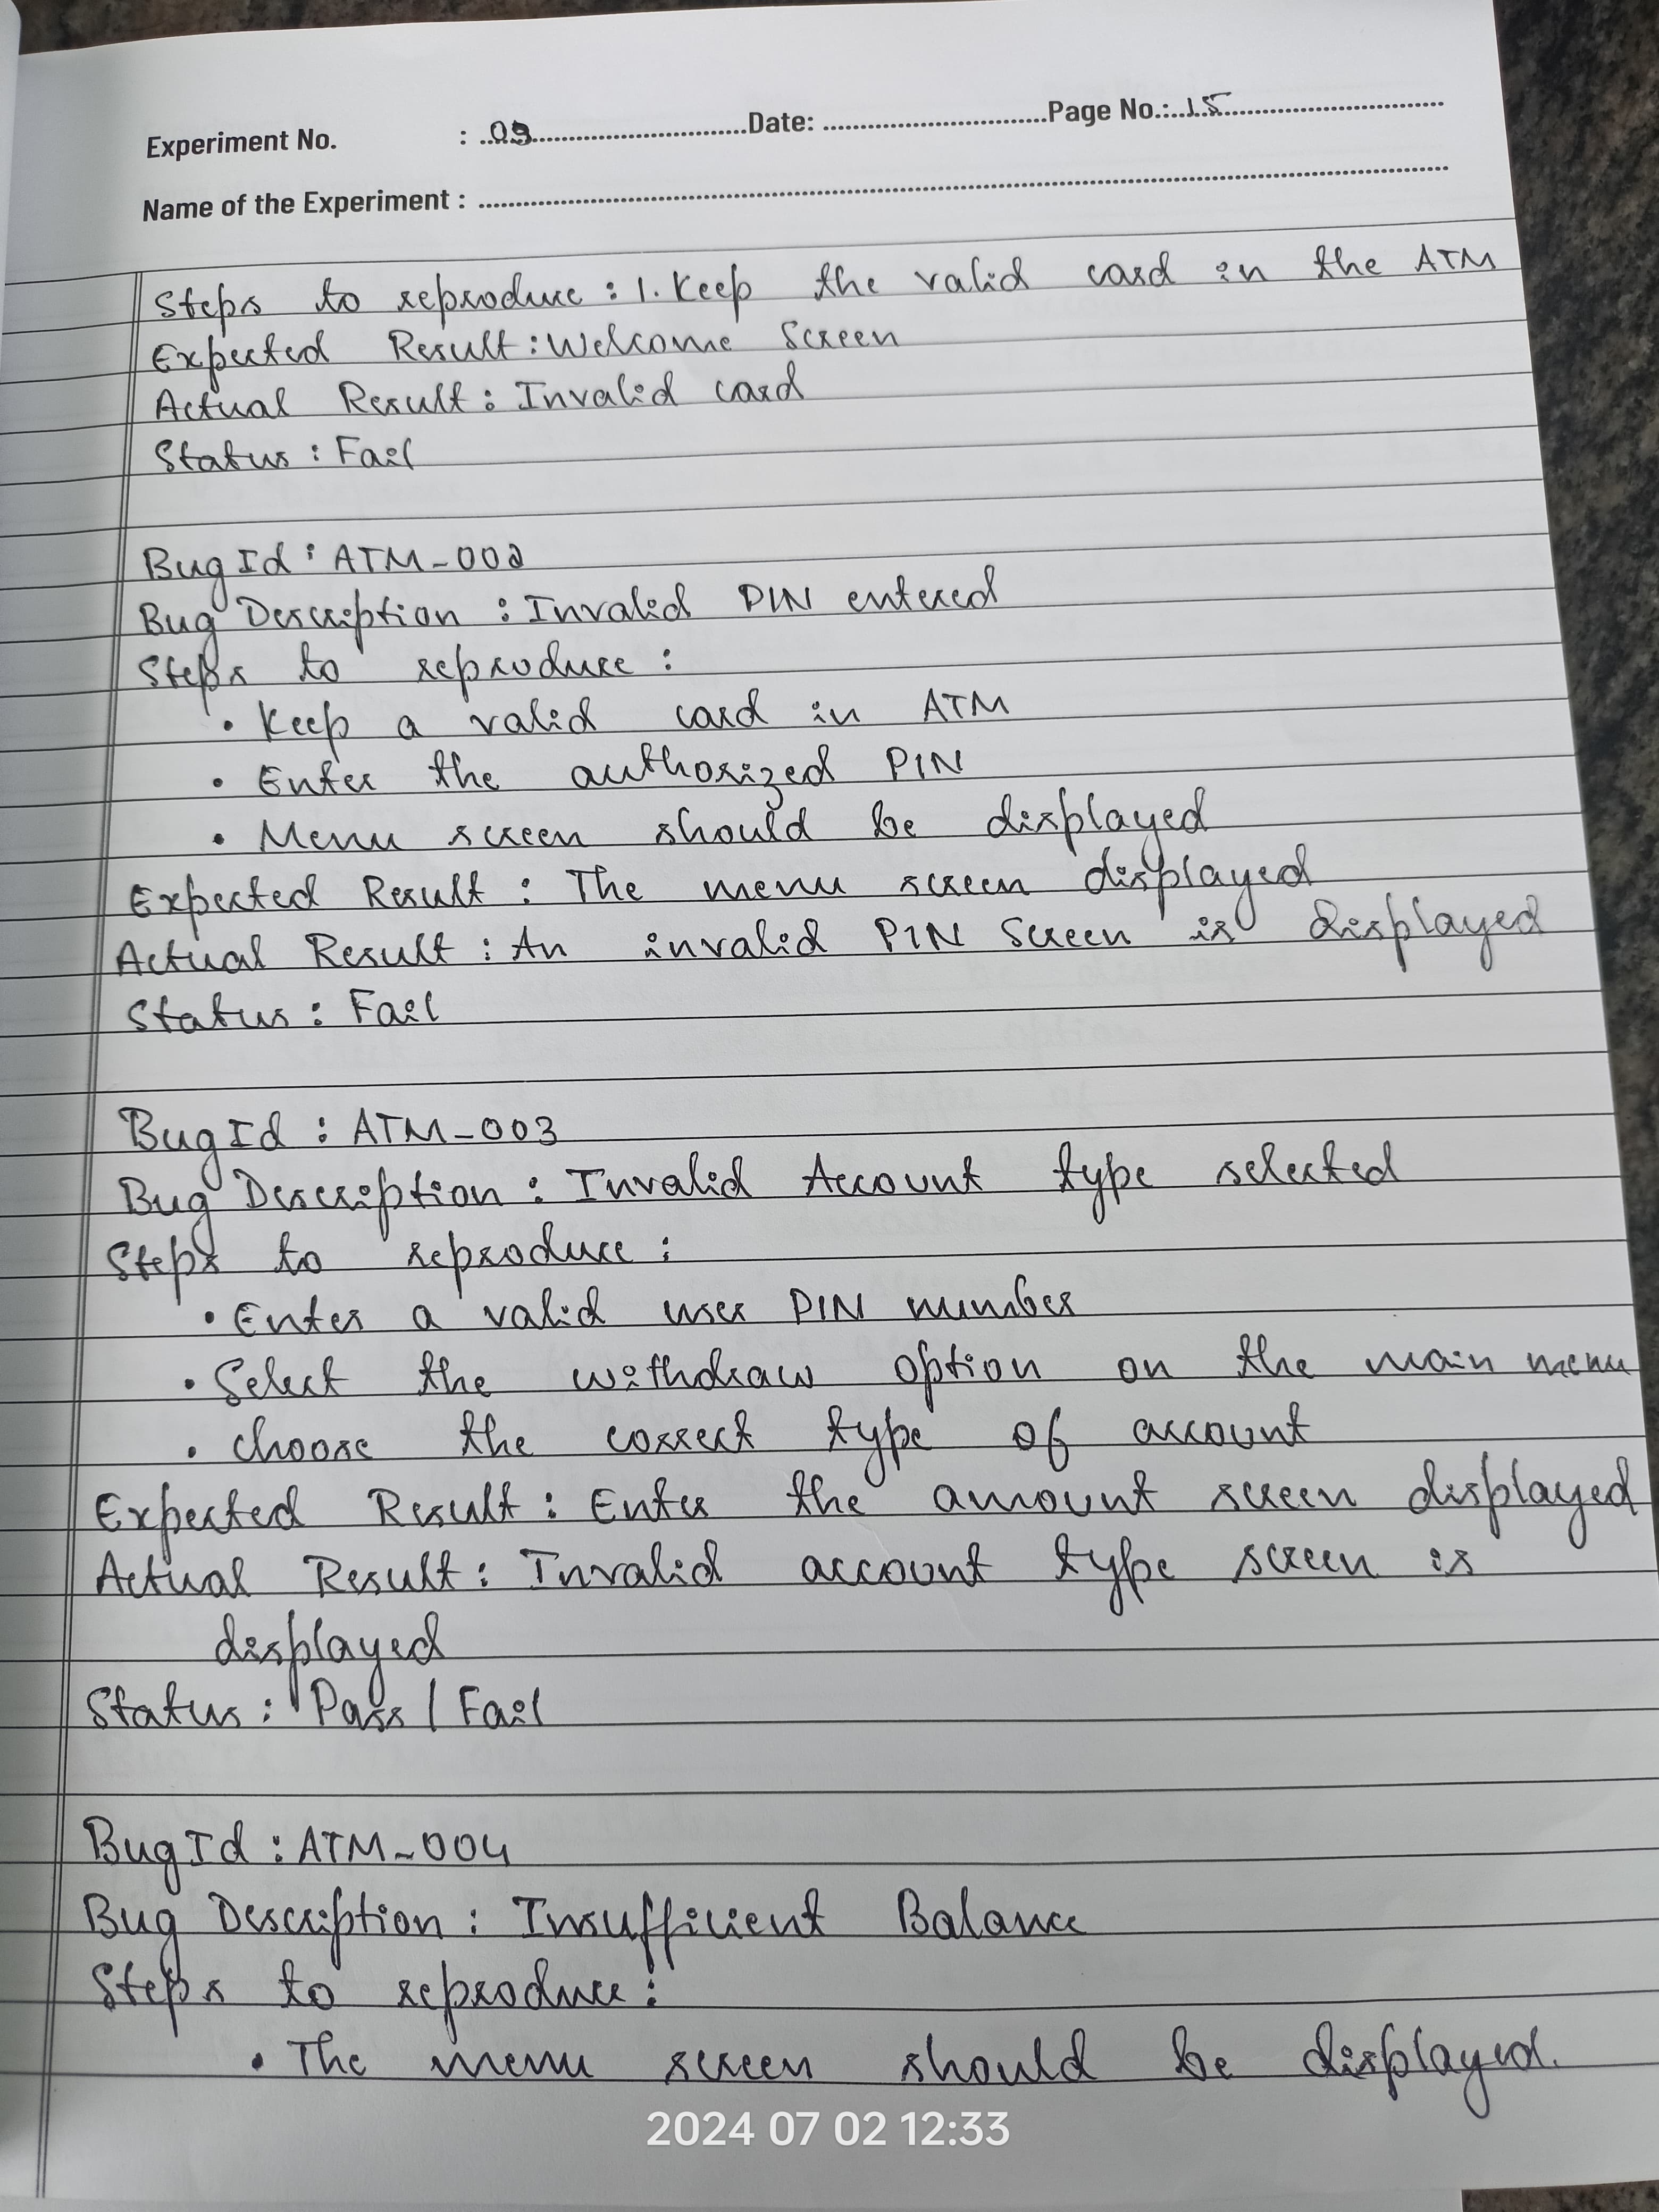 Experiment No. : 09 Date: Page No.: 15
Name of the Experiment :
Steps to reproduce : 1. Keep the valid card in the ATM
Expected Result : Welcome Screen
Actual Result : Invalid card
Status : Fail
Bug Id : ATM_002
Bug Description : Invalid PIN entered
Steps to reproduce :
• Keep a valid card in ATM
• Enter the authorized PIN
• Menu screen should be displayed
Expected Result : The menu screen displayed
Actual Result : An invalid PIN Screen is displayed
Status : Fail
Bug Id : ATM_003
Bug Description : Invalid Account type selected
Steps to reproduce :
• Enter a valid user PIN number
• Select the withdraw option on the main menu
• choose the correct type of account
Expected Result : Enter the amount screen displayed
Actual Result : Invalid account type screen is
displayed
Status : Pass / Fail
Bug Id : ATM_004
Bug Description : Insufficient Balance
Steps to reproduce :
• The menu screen should be displayed.
2024 07 02 12:33